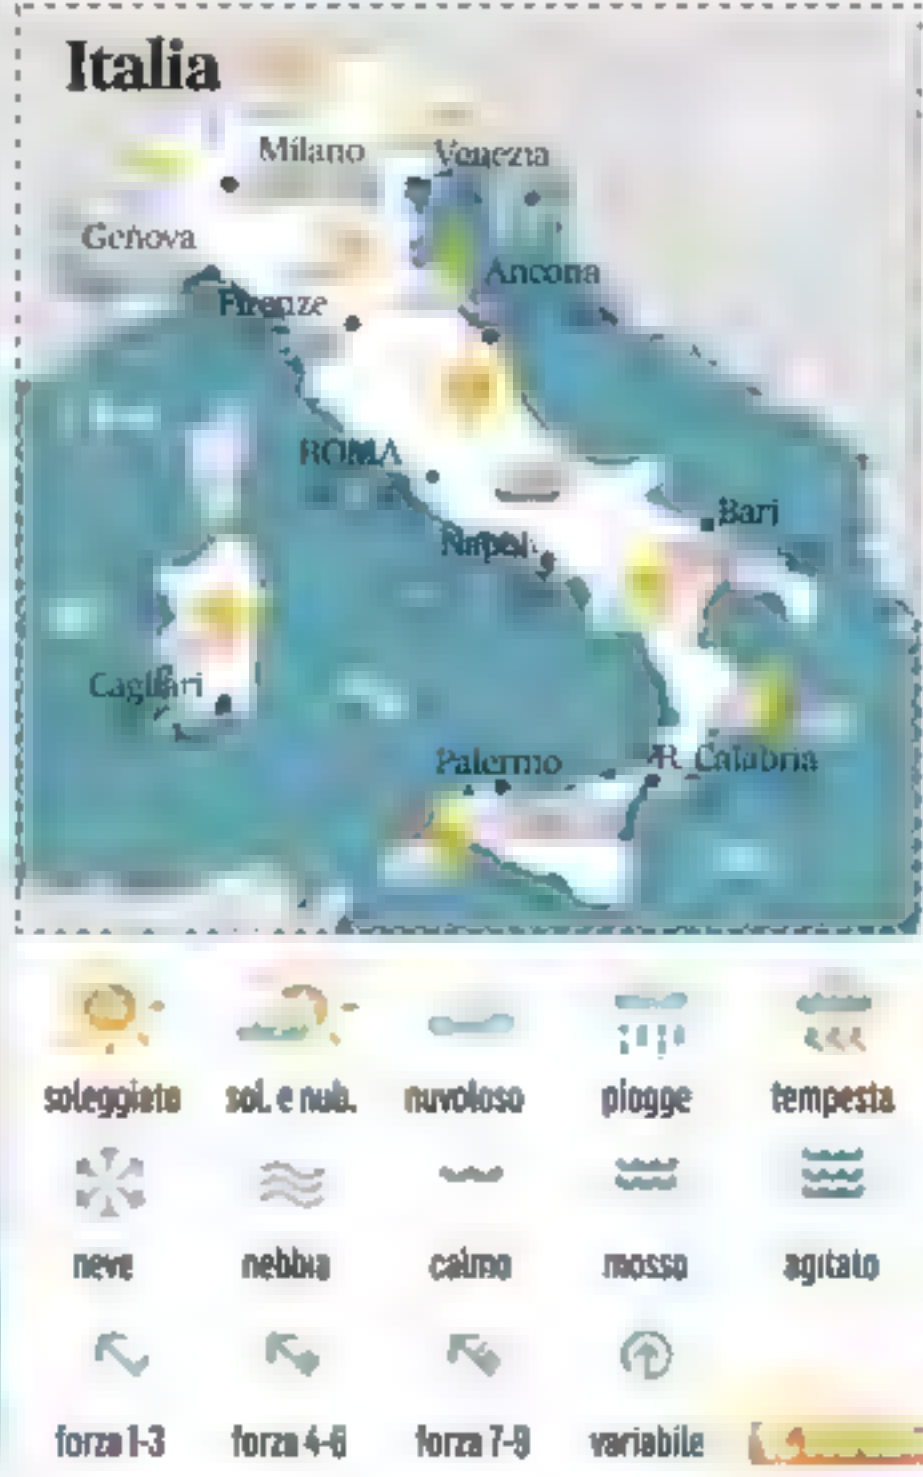 Italia
Milano
Venezia
Genova
Ancona
Firenze
ROMA
Bari
Napoli
Cagliari
Palermo
R. Calabria
soleggiato sol. e nub. nuvoloso piogge tempesta
neve nebbia calmo mosso agitato
forza 1-3 forza 4-6 forza 7-9 variabile